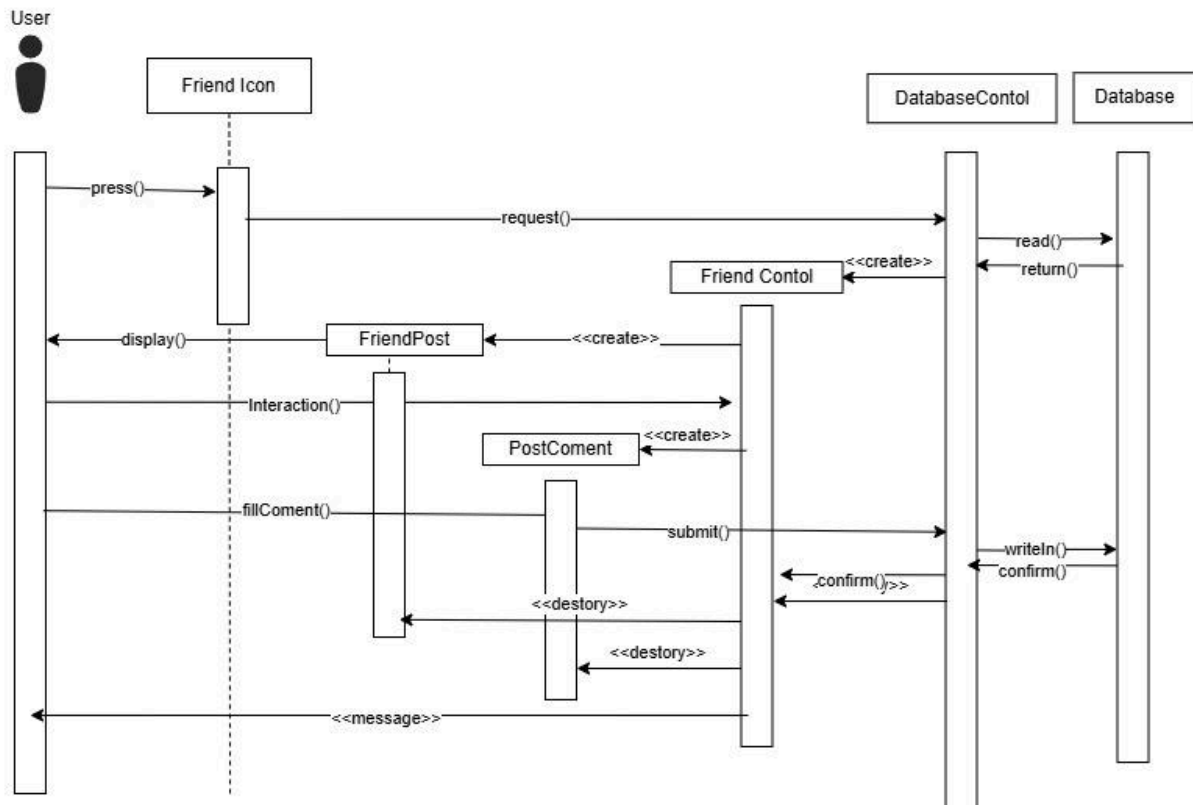 User
Friend Icon
DatabaseContol
Database
press()
request()
read()
<<create>>
return()
Friend Contol
display()
FriendPost
<<create>>
Interaction()
<<create>>
PostComent
fillComent()
submit()
writeIn()
confirm()
confirm()
<<destory>>
<<destory>>
<<message>>